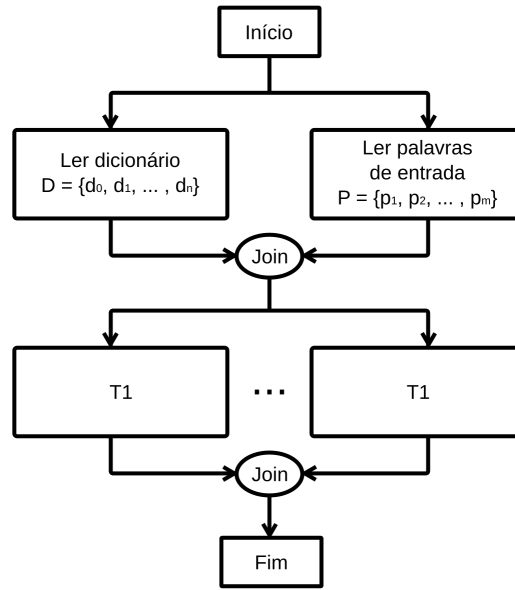 Início
Ler dicionário
D = {d₀, d₁, ... , dₙ}
Ler palavras
de entrada
P = {p₁, p₂, ... , pₘ}
Join
T1
...
T1
Join
Fim